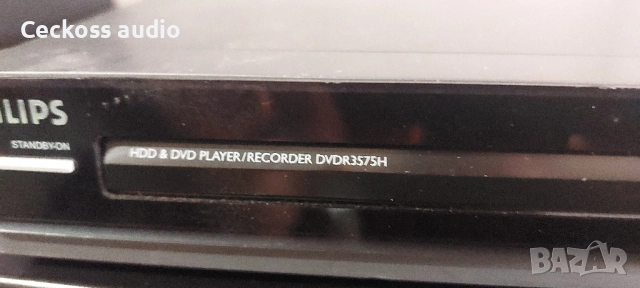 Ceckoss audio
ILIPS
STANDBY-ON
HDD & DVD PLAYER/RECORDER DVDR3575H
BAZAR